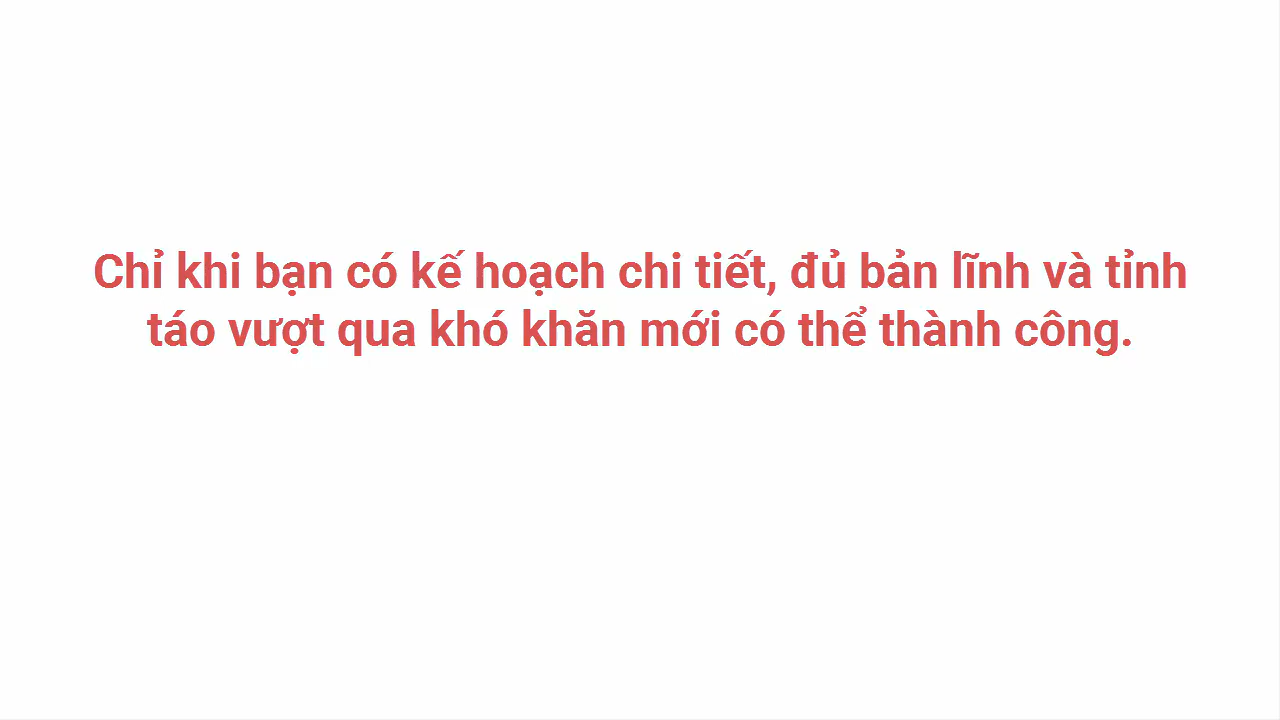 Chỉ khi bạn có kế hoạch chi tiết, đủ bản lĩnh và tỉnh
táo vượt qua khó khăn mới có thể thành công.